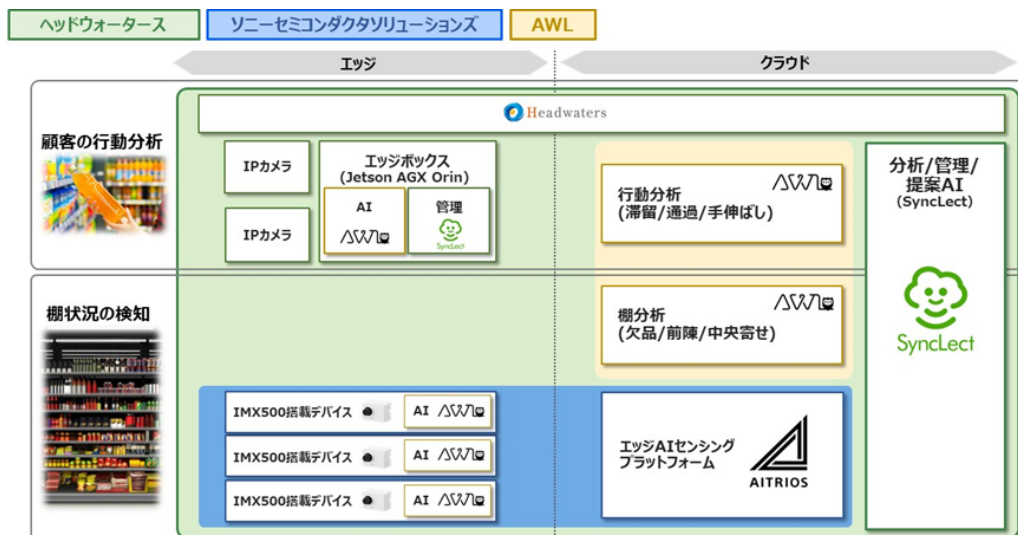 ヘッドウォータース
ソニーセミコンダクタソリューションズ
AWL
エッジ
クラウド
Headwaters
顧客の行動分析
IPカメラ
IPカメラ
エッジボックス
(Jetson AGX Orin)
AI
AWL
管理
SyncLect
行動分析
(滞留/通過/手伸ばし)
AWL
分析/管理/
提案AI
(SyncLect)
SyncLect
棚状況の検知
棚分析
(欠品/前陳/中央寄せ)
AWL
IMX500搭載デバイス
AI AWL
IMX500搭載デバイス
AI AWL
IMX500搭載デバイス
AI AWL
エッジAIセンシング
プラットフォーム
AITRIOS